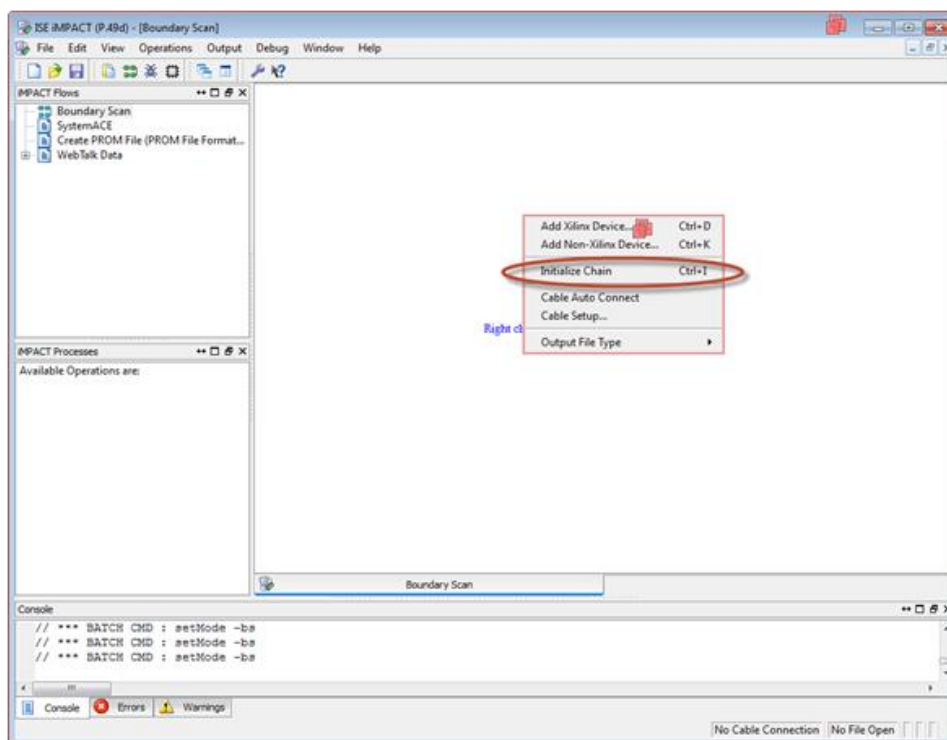 ISE iMPACT (P.49d) - [Boundary Scan]
File Edit View Operations Output Debug Window Help
iMPACT Flows
Boundary Scan
SystemACE
Create PROM File (PROM File Format...
WebTalk Data
Add Xilinx Device... Ctrl+D
Add Non-Xilinx Device... Ctrl+K
Initialize Chain Ctrl+I
Cable Auto Connect
Cable Setup...
Right cl
Output File Type
iMPACT Processes
Available Operations are:
Boundary Scan
Console
// *** BATCH CMD : setMode -bs
// *** BATCH CMD : setMode -bs
// *** BATCH CMD : setMode -bs
Console Errors Warnings
No Cable Connection No File Open